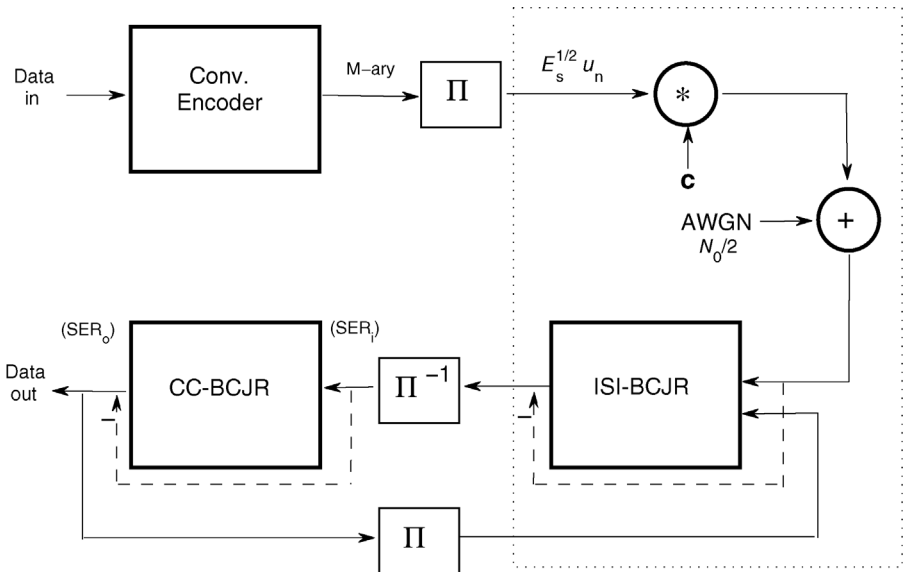 Data
in
Conv.
Encoder
M-ary
Π
E_s^{1/2} u_n
*
c
AWGN
N_0/2
+
(SER_o)
(SER_i)
Data
out
CC-BCJR
Π^{-1}
ISI-BCJR
−
−
Π